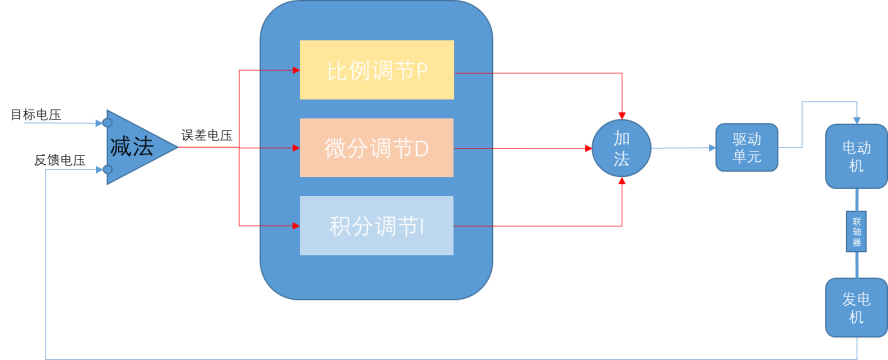 目标电压
反馈电压
减法
误差电压
比例调节P
微分调节D
积分调节I
加
法
驱动
单元
电动
机
联
轴
器
发电
机